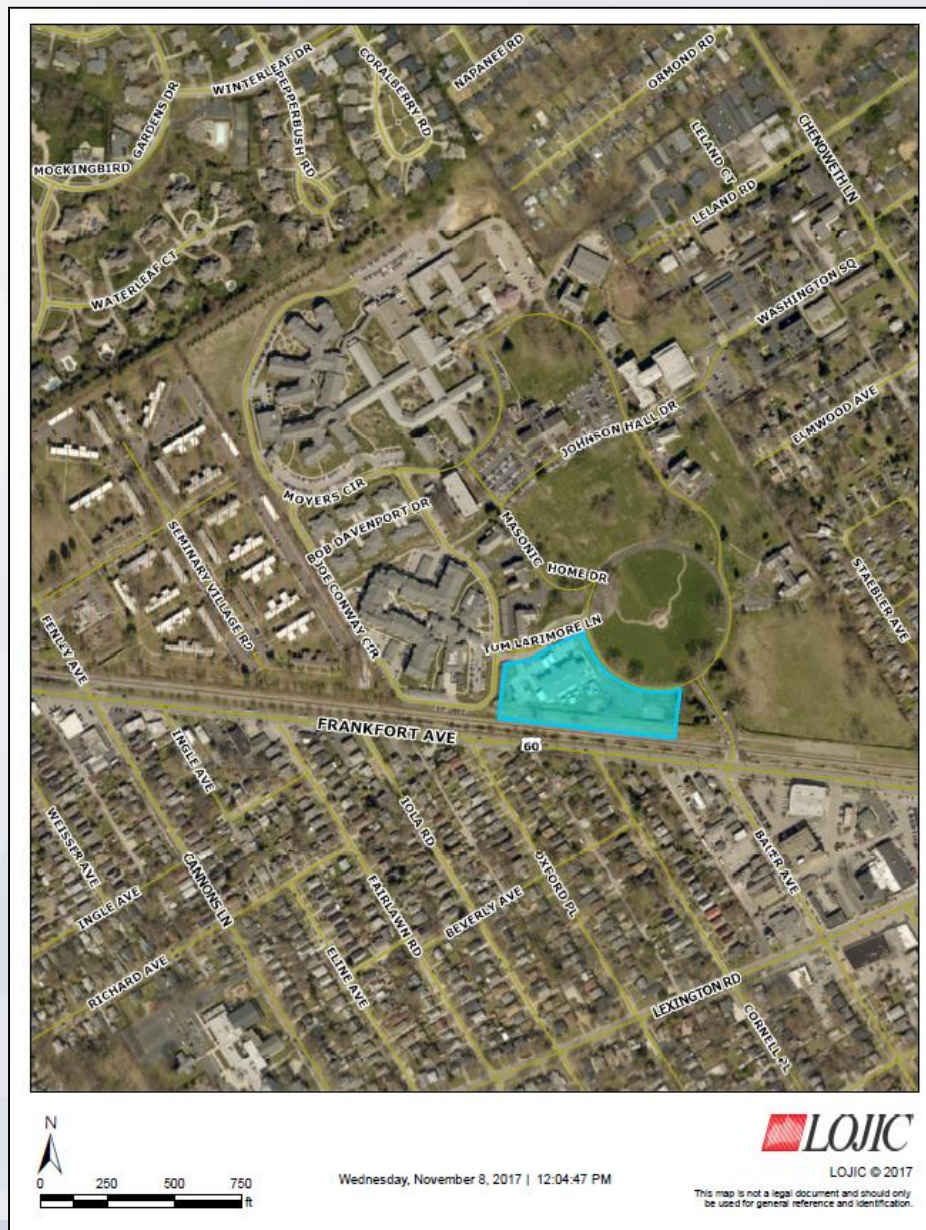 WINTERLEAF DR
CORALBERRY RD
NAPANEE RD
ORMOND RD
PEPPERBUSH RD
MOCKINGBIRD GARDENS DR
LELAND CT
CHENOWETH LN
LELAND RD
WATERLEAF CT
WASHINGTON SQ
ELMWOOD AVE
JOHNSON HALL DR
MOYERS CIR
BOB DAVENPORT DR
MASONIC HOME DR
SEMINARY VILLAGE RD
JOE CONWAY CIR
STAEBLER AVE
TUM LARIMORE LN
FENLEY AVE
FRANKFORT AVE
60
INGLE AVE
WEISSER AVE
IOLA RD
OXFORD PL
BAUER AVE
CANNONS LN
INGLE AVE
FAIRLAWN RD
BEVERLY AVE
RICHARD AVE
ELINE AVE
LEXINGTON RD
CORNELL PL
N
0 250 500 750
ft
Wednesday, November 8, 2017 | 12:04:47 PM
LOJIC
LOJIC © 2017
This map is not a legal document and should only
be used for general reference and identification.